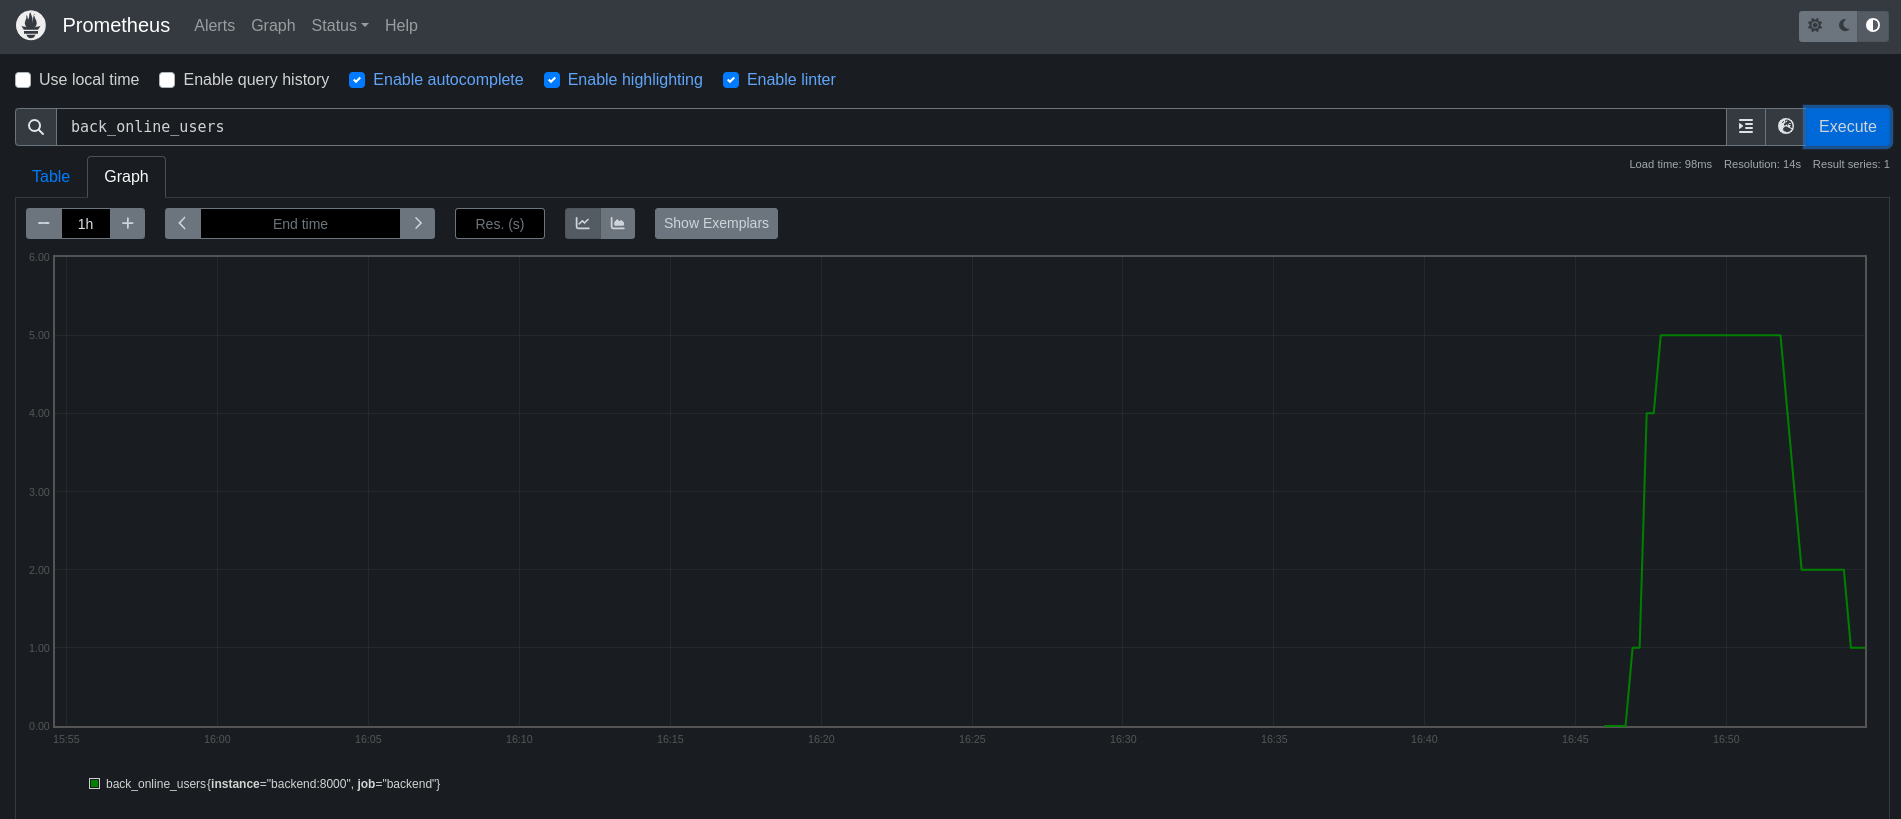 Prometheus Alerts Graph Status Help
Use local time Enable query history Enable autocomplete Enable highlighting Enable linter
back_online_users Execute
Load time: 98ms Resolution: 14s Result series: 1
Table Graph
1h End time Res. (s) Show Exemplars
6.00
5.00
4.00
3.00
2.00
1.00
0.00
15:55 16:00 16:05 16:10 16:15 16:20 16:25 16:30 16:35 16:40 16:45 16:50
back_online_users{instance="backend:8000", job="backend"}